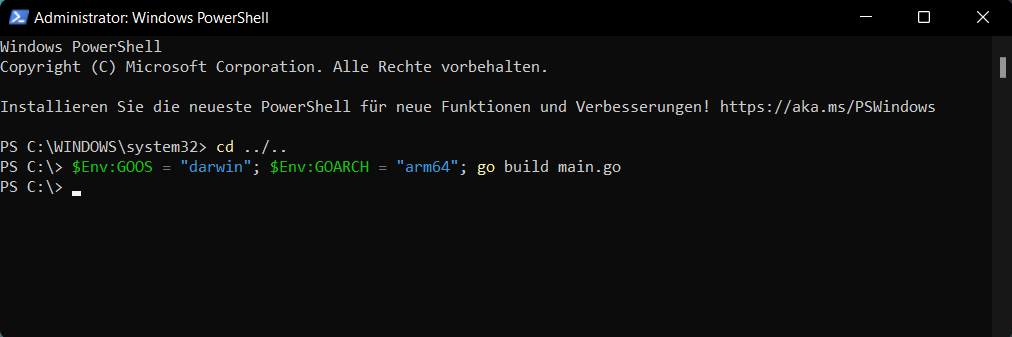 Administrator: Windows PowerShell
Windows PowerShell
Copyright (C) Microsoft Corporation. Alle Rechte vorbehalten.
Installieren Sie die neueste PowerShell für neue Funktionen und Verbesserungen! https://aka.ms/PSWindows
PS C:\WINDOWS\system32> cd ../..
PS C:\> $Env:GOOS = "darwin"; $Env:GOARCH = "arm64"; go build main.go
PS C:\>